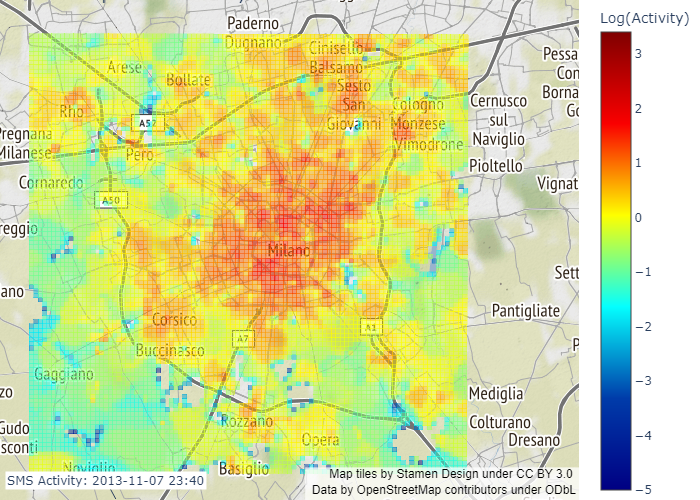 Paderno
Dugnano
Cinisello
Balsamo
Sesto
San
Giovanni
Arese
Bollate
Rho
A52
Pero
Pregnana
Milanese
Cornaredo
A50
Cologno
Monzese
Vimodrone
Cernusco
sul
Naviglio
Pioltello
Pessa
Con
Borna
Go
Vignat
reggio
ano
Milano
Sett
Pantigliate
P
Corsico
A7
A1
Buccinasco
Gaggiano
zo
Gudo
sconti
Rozzano
Opera
Noviglio
Basiglio
Mediglia
Colturano
Dresano
SMS Activity: 2013-11-07 23:40
Map tiles by Stamen Design under CC BY 3.0
Data by OpenStreetMap contributors under ODbL
Log(Activity)
3
2
1
0
−1
−2
−3
−4
−5